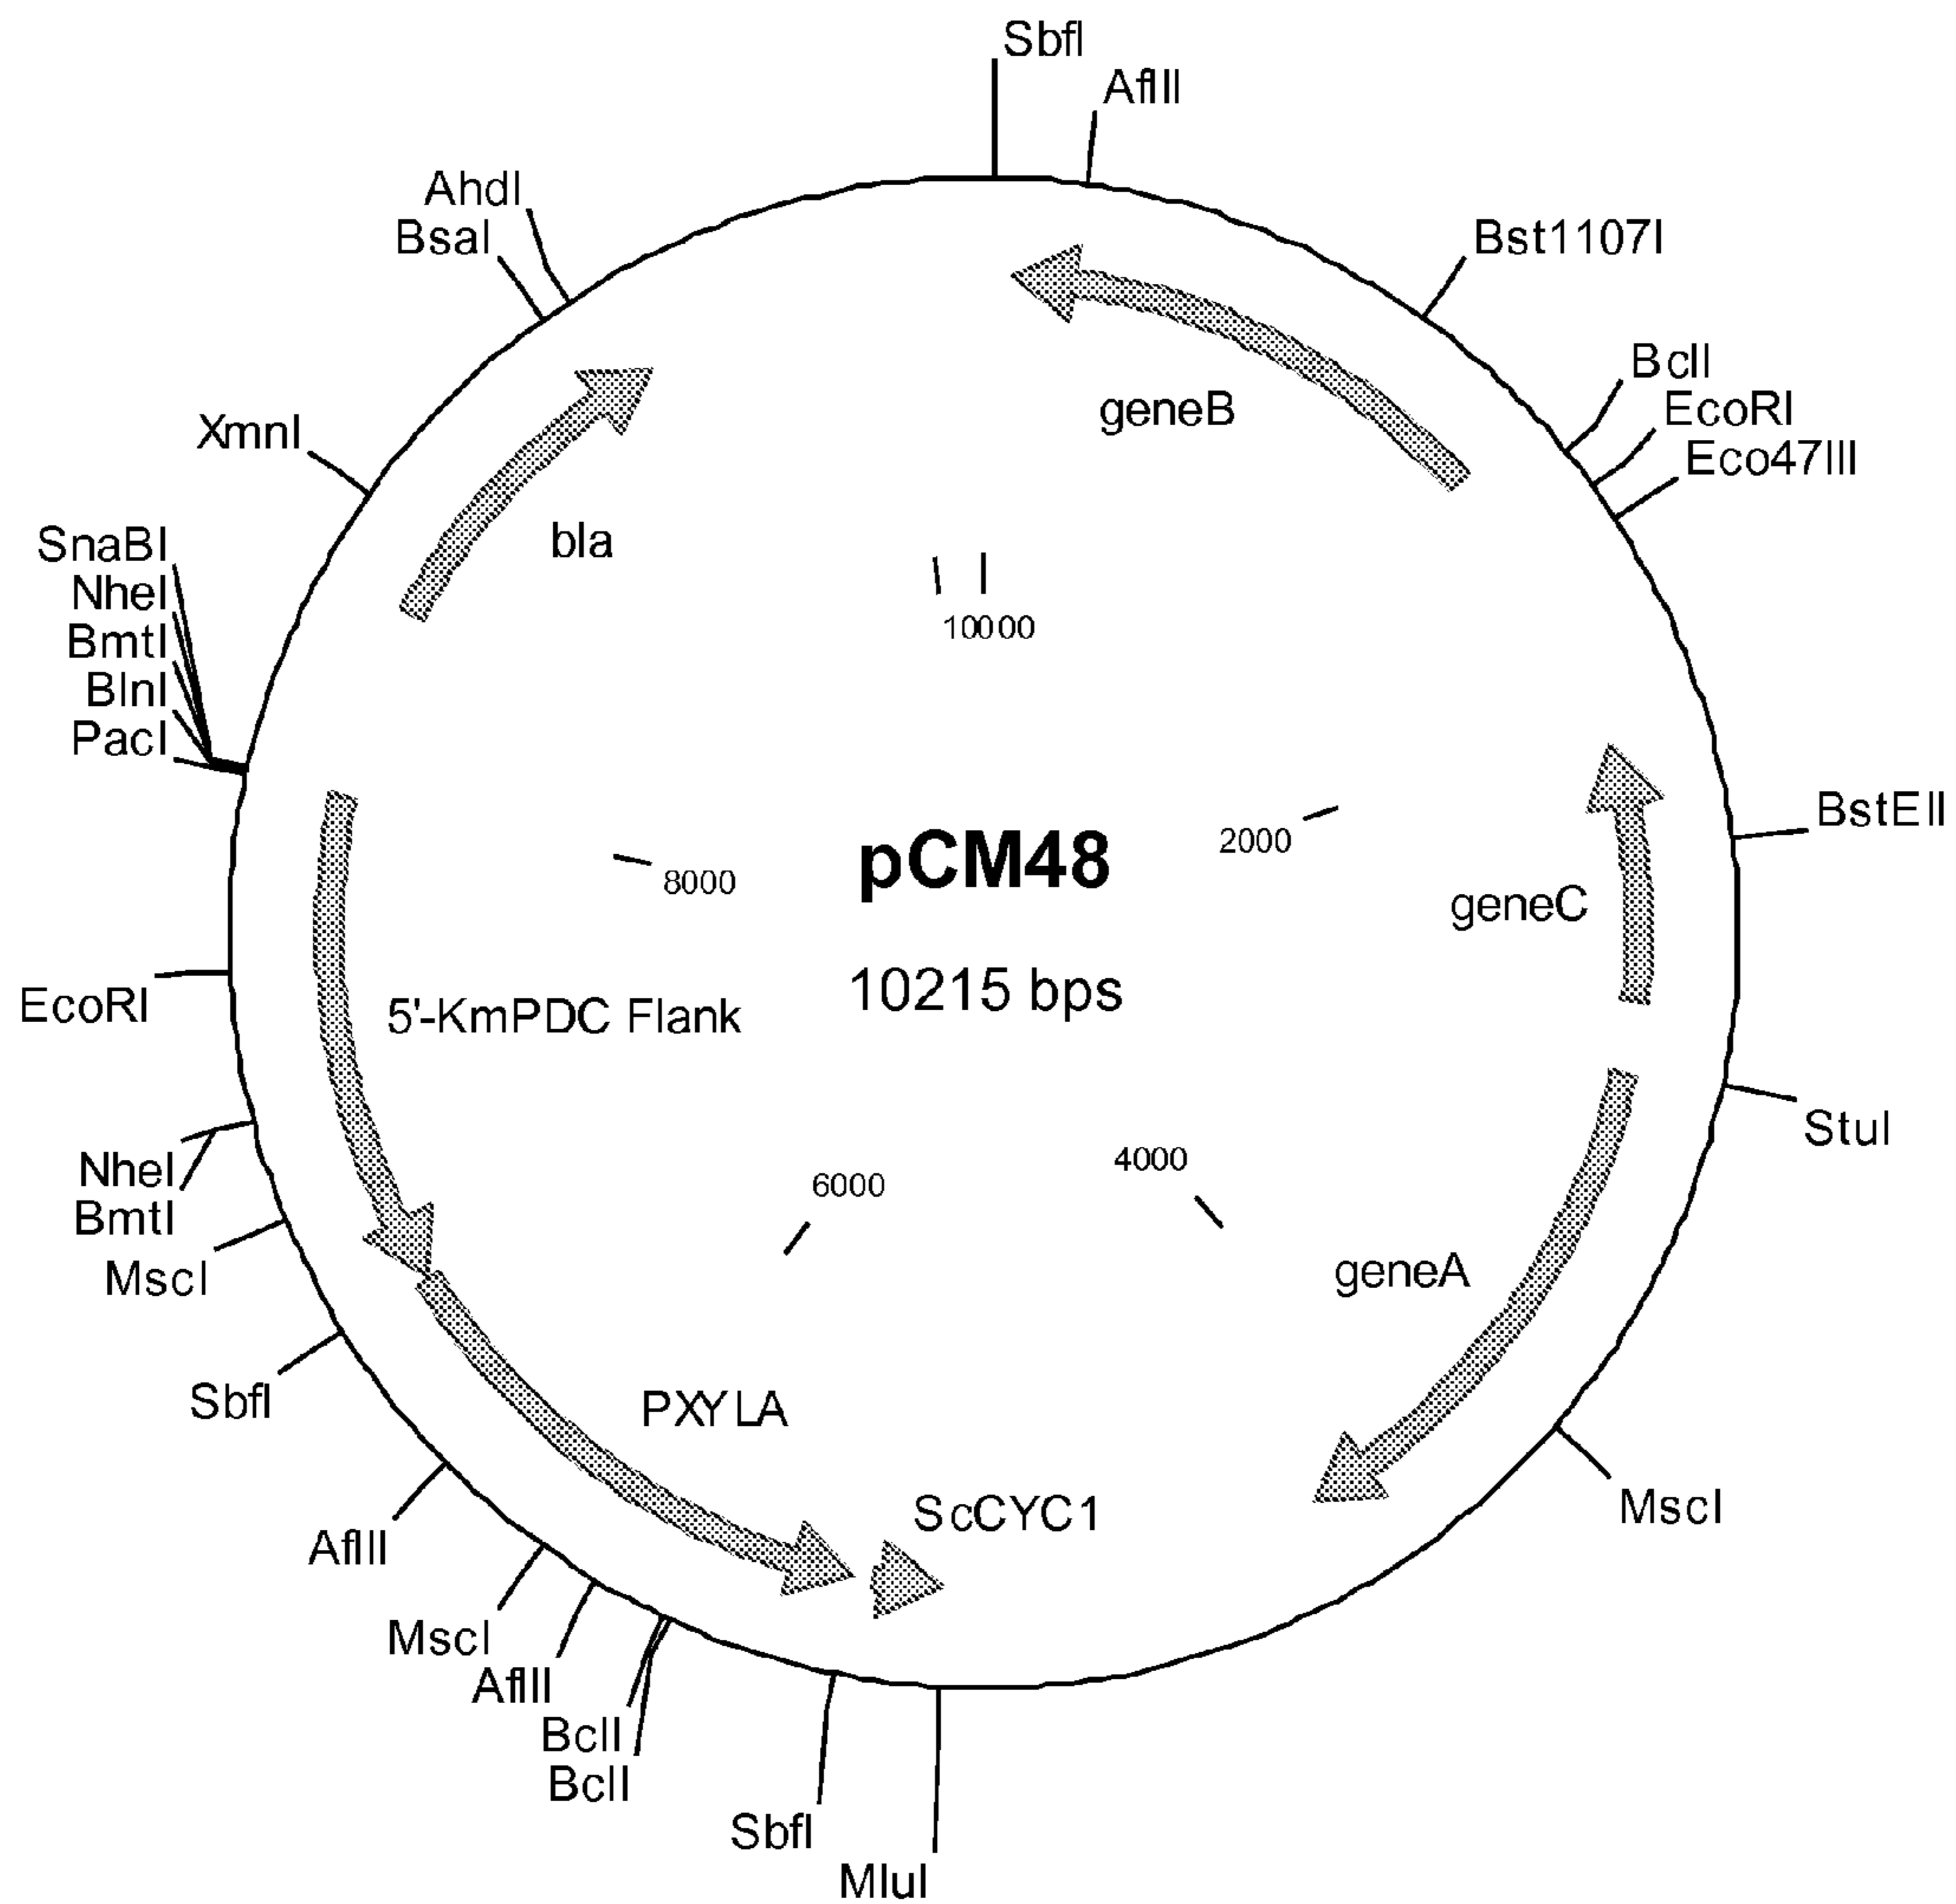 SbfI
AflII
AhdI
BsaI
Bst1107I
BclI
EcoRI
Eco47III
geneB
XmnI
bla
SnaBI
NheI
BmtI
BlnI
PacI
10000
0
2000
BstEII
pCM48
8000
geneC
10215 bps
EcoRI
5'-KmPDC Flank
StuI
NheI
BmtI
MscI
6000
4000
geneA
SbfI
PXYLA
ScCYC1
MscI
AflII
MscI
AflII
BclI
BclI
SbfI
MluI